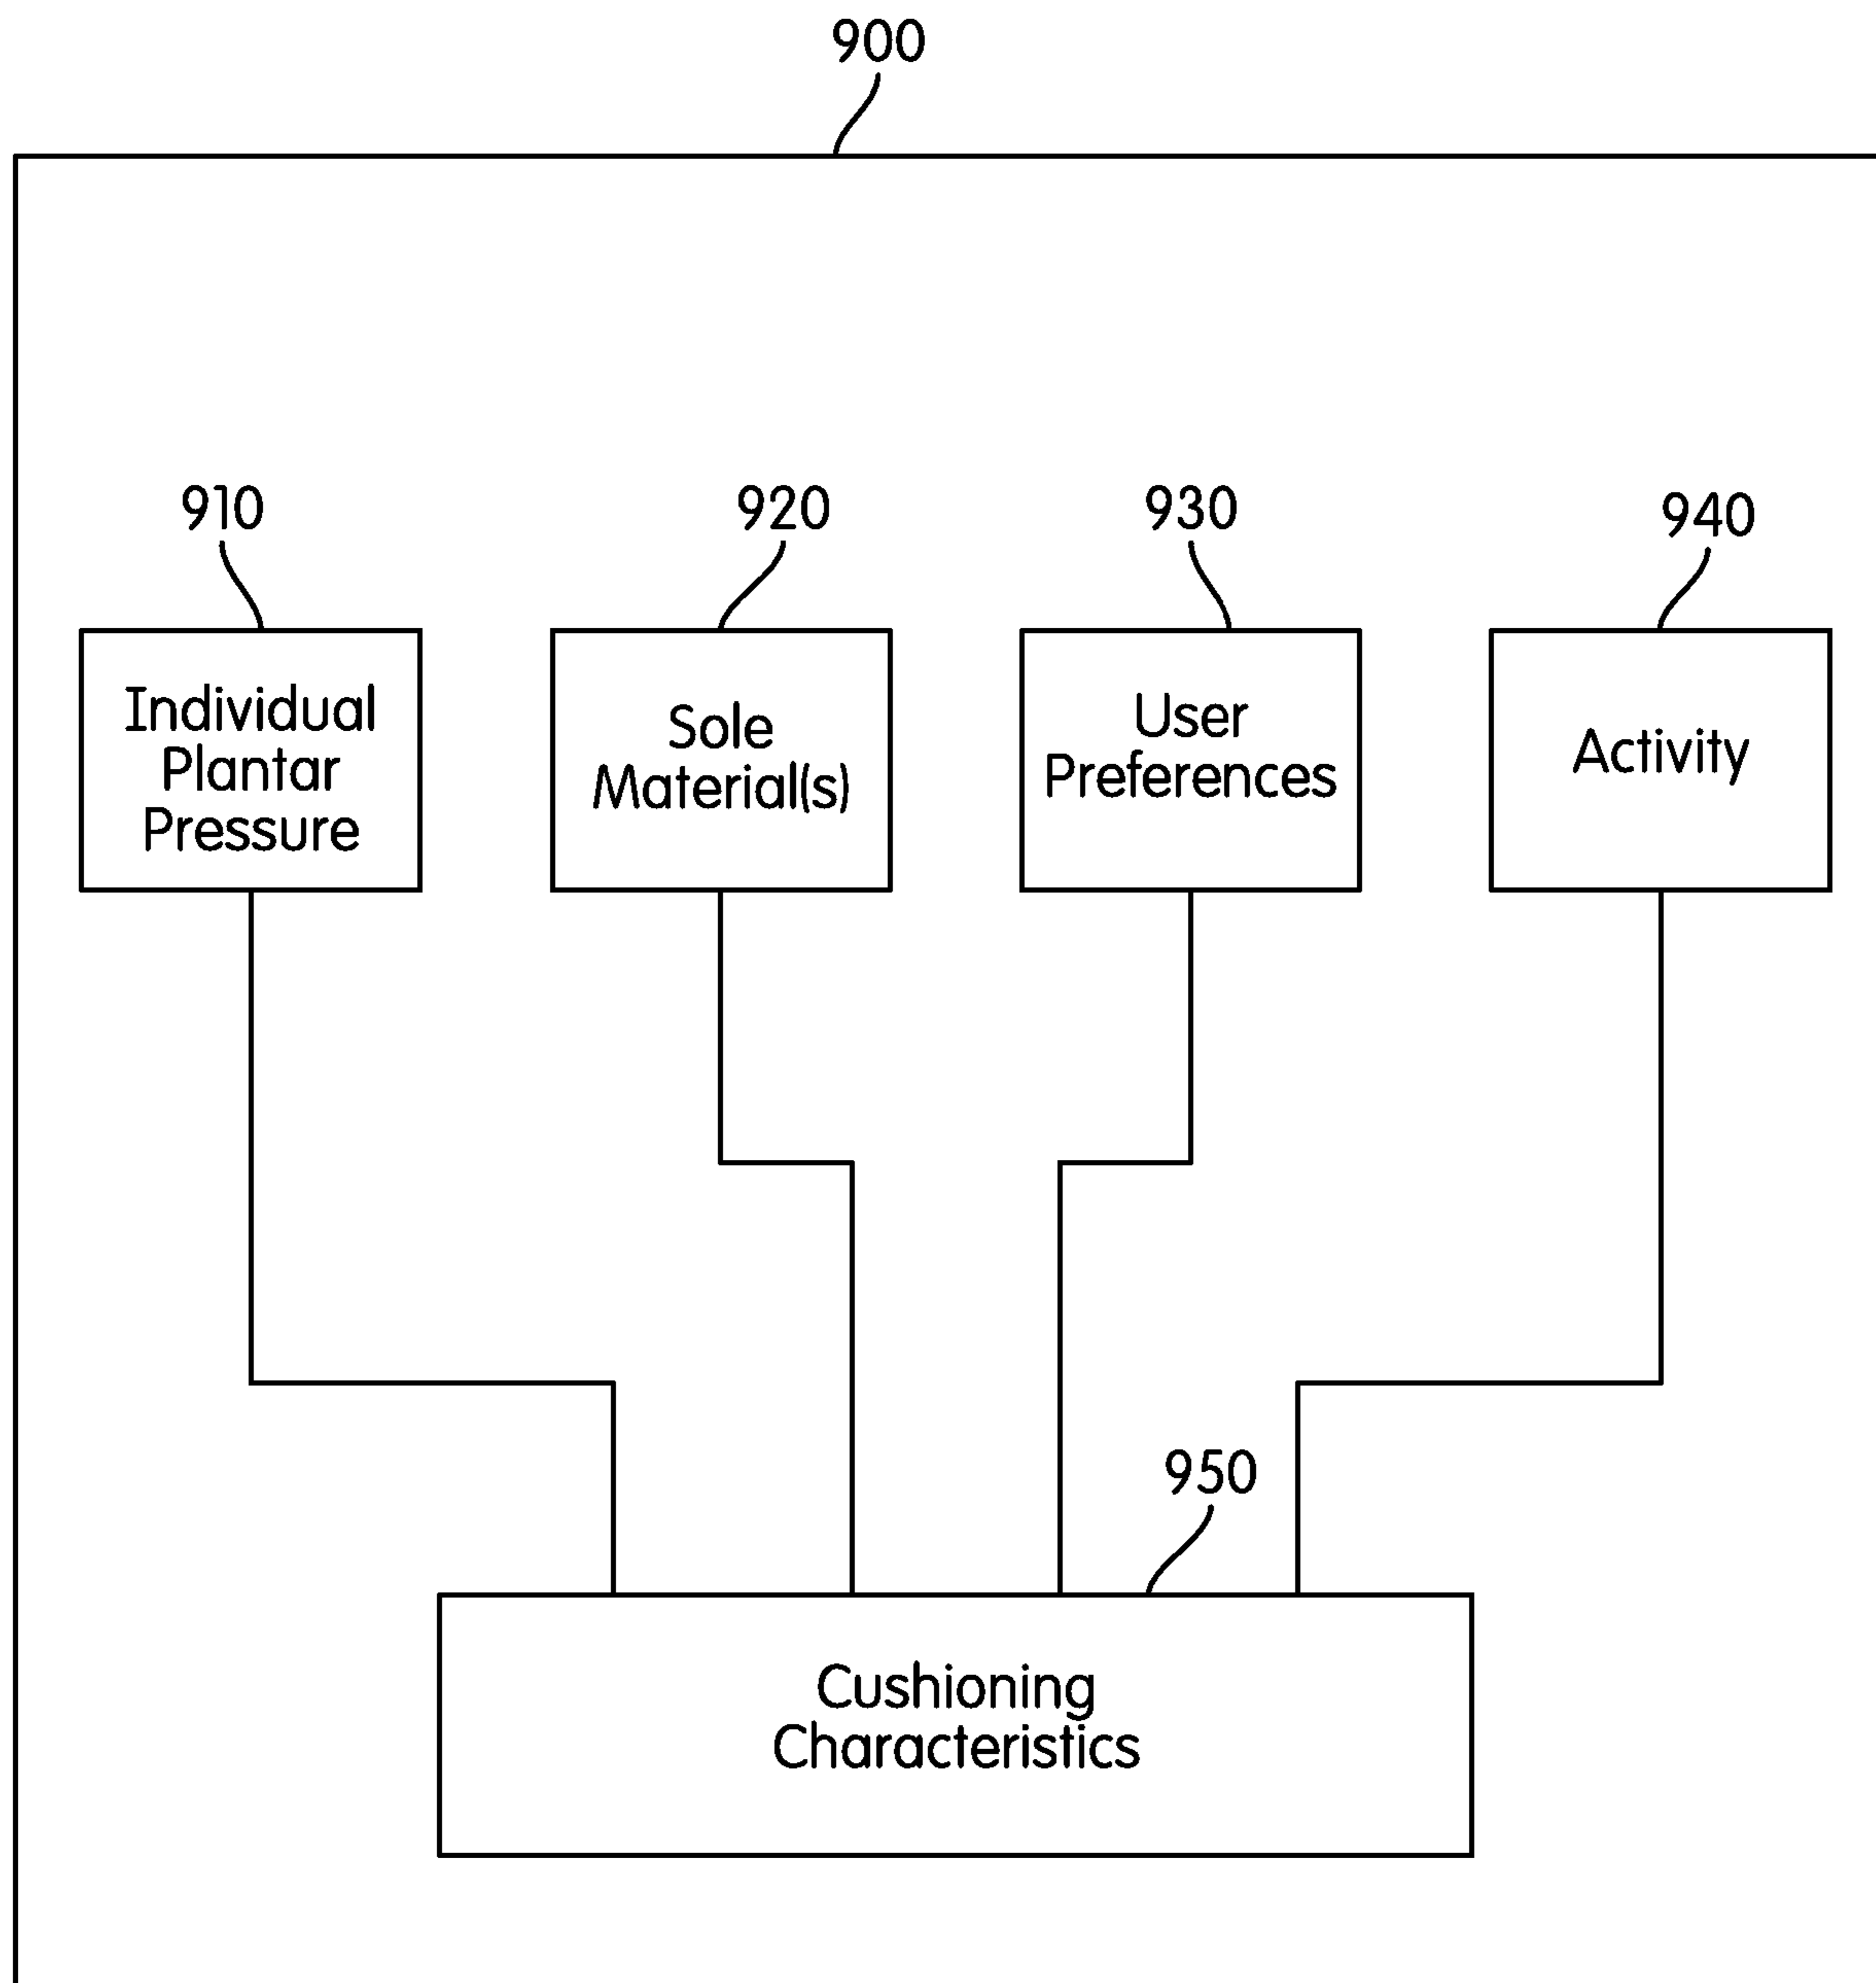 900
910
920
930
940
Individual
Plantar
Pressure
Sole
Material(s)
User
Preferences
Activity
950
Cushioning
Characteristics